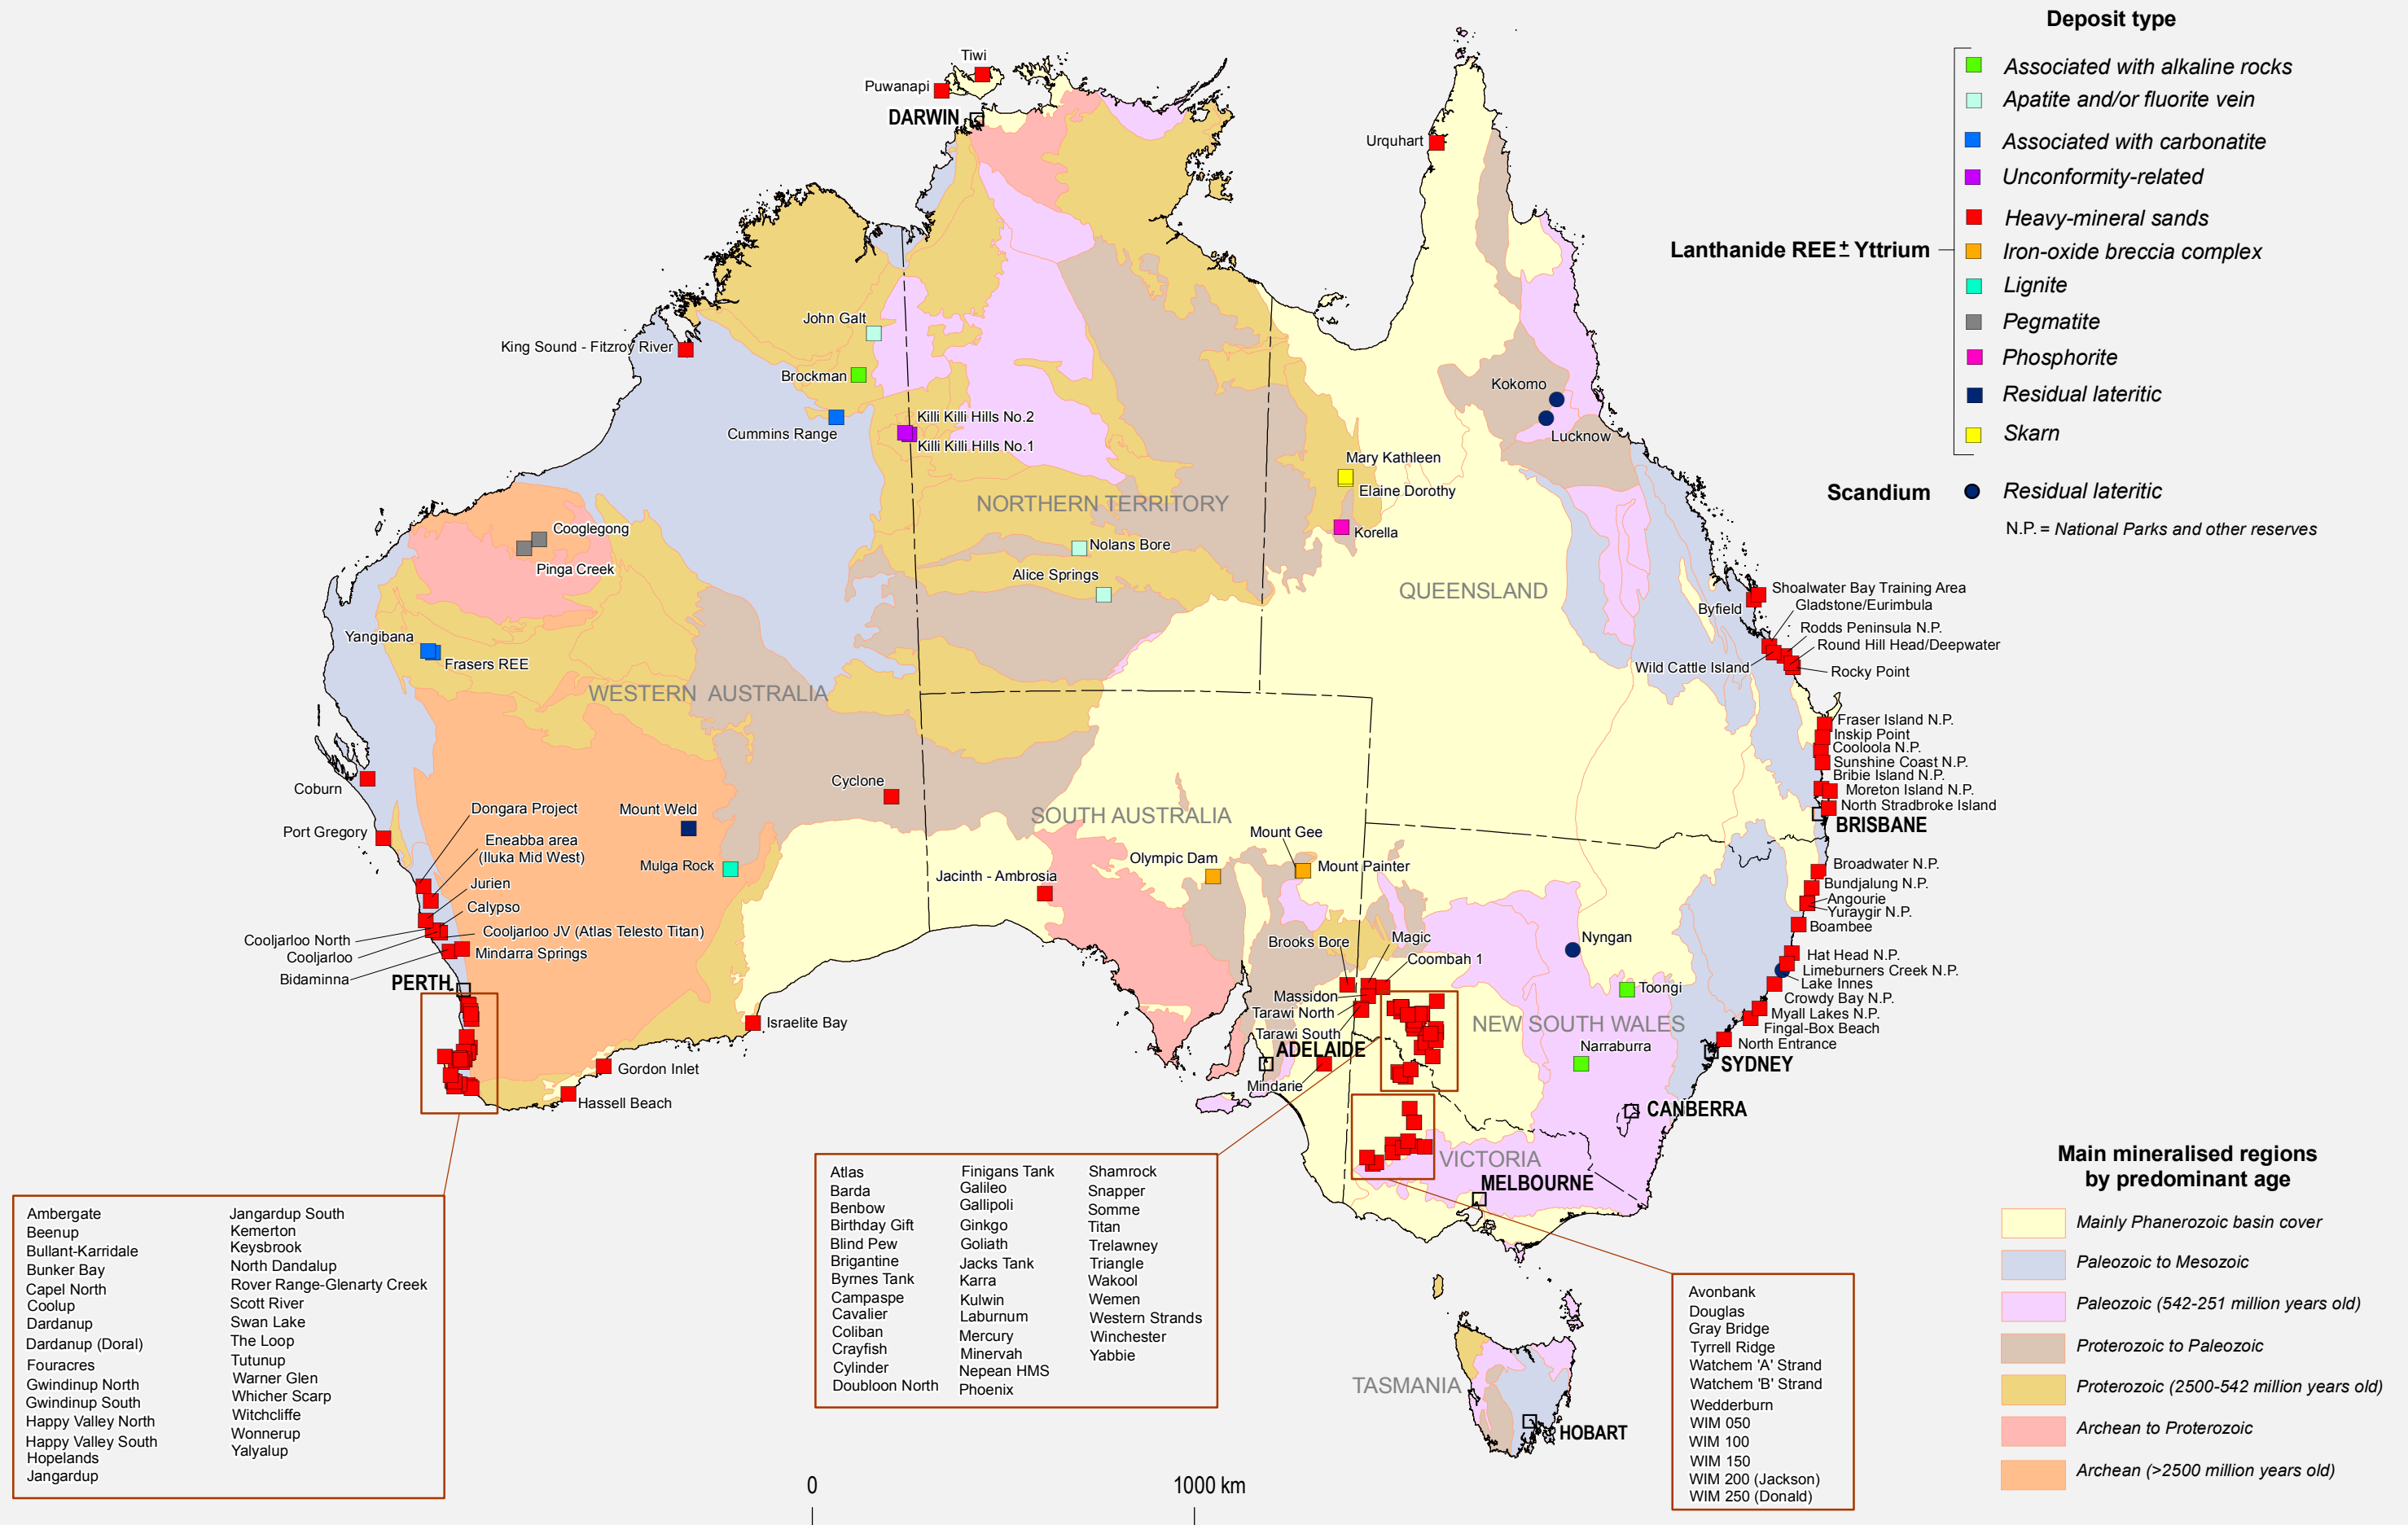 Deposit type
Associated with alkaline rocks
Apatite and/or fluorite vein
Associated with carbonatite
Unconformity-related
Heavy-mineral sands
Lanthanide REE ± Yttrium
Iron-oxide breccia complex
Lignite
Pegmatite
Phosphorite
Residual lateritic
Skarn
Scandium
Residual lateritic
N.P. = National Parks and other reserves
Tiwi
Puwanapi
DARWIN
Urquhart
John Galt
King Sound - Fitzroy River
Brockman
Cummins Range
Killi Killi Hills No.2
Killi Killi Hills No.1
Kokomo
Lucknow
Mary Kathleen
Elaine Dorothy
Korella
NORTHERN TERRITORY
Nolans Bore
Alice Springs
QUEENSLAND
Cooglegong
Pinga Creek
Yangibana
Frasers REE
WESTERN AUSTRALIA
Shoalwater Bay Training Area
Byfield
Gladstone/Eurimbula
Rodds Peninsula N.P.
Round Hill Head/Deepwater
Wild Cattle Island
Rocky Point
Fraser Island N.P.
Inskip Point
Cooloola N.P.
Sunshine Coast N.P.
Bribie Island N.P.
Moreton Island N.P.
North Stradbroke Island
BRISBANE
Coburn
Port Gregory
Dongara Project
Eneabba area
(Iluka Mid West)
Jurien
Calypso
Cooljarloo North
Cooljarloo JV (Atlas Telesto Titan)
Cooljarloo
Mindarra Springs
Bidaminna
PERTH
Mount Weld
Mulga Rock
Cyclone
SOUTH AUSTRALIA
Israelite Bay
Gordon Inlet
Hassell Beach
Jacinth - Ambrosia
Olympic Dam
Mount Gee
Mount Painter
Brooks Bore
Magic
Coombah 1
Massidon
Tarawi North
Tarawi South
ADELAIDE
Mindarie
Nyngan
Toongi
NEW SOUTH WALES
Narraburra
Broadwater N.P.
Bundjalung N.P.
Angourie
Yuraygir N.P.
Boambee
Hat Head N.P.
Limeburners Creek N.P.
Lake Innes
Crowdy Bay N.P.
Myall Lakes N.P.
Fingal-Box Beach
North Entrance
SYDNEY
CANBERRA
VICTORIA
MELBOURNE
TASMANIA
HOBART
Ambergate
Beenup
Bullant-Karridale
Bunker Bay
Capel North
Coolup
Dardanup
Dardanup (Doral)
Fouracres
Gwindinup North
Gwindinup South
Happy Valley North
Happy Valley South
Hopelands
Jangardup
Jangardup South
Kemerton
Keysbrook
North Dandalup
Rover Range-Glenarty Creek
Scott River
Swan Lake
The Loop
Tutunup
Warner Glen
Whicher Scarp
Witchcliffe
Wonnerup
Yalyalup
Atlas
Barda
Benbow
Birthday Gift
Blind Pew
Brigantine
Byrnes Tank
Campaspe
Cavalier
Coliban
Crayfish
Cylinder
Doubloon North
Finigans Tank
Galileo
Gallipoli
Ginkgo
Goliath
Jacks Tank
Karra
Kulwin
Laburnum
Mercury
Minervah
Nepean HMS
Phoenix
Shamrock
Snapper
Somme
Titan
Trelawney
Triangle
Wakool
Wemen
Western Strands
Winchester
Yabbie
Avonbank
Douglas
Gray Bridge
Tyrrell Ridge
Watchem 'A' Strand
Watchem 'B' Strand
Wedderburn
WIM 050
WIM 100
WIM 150
WIM 200 (Jackson)
WIM 250 (Donald)
Main mineralised regions
by predominant age
Mainly Phanerozoic basin cover
Paleozoic to Mesozoic
Paleozoic (542-251 million years old)
Proterozoic to Paleozoic
Proterozoic (2500-542 million years old)
Archean to Proterozoic
Archean (>2500 million years old)
0
1000 km